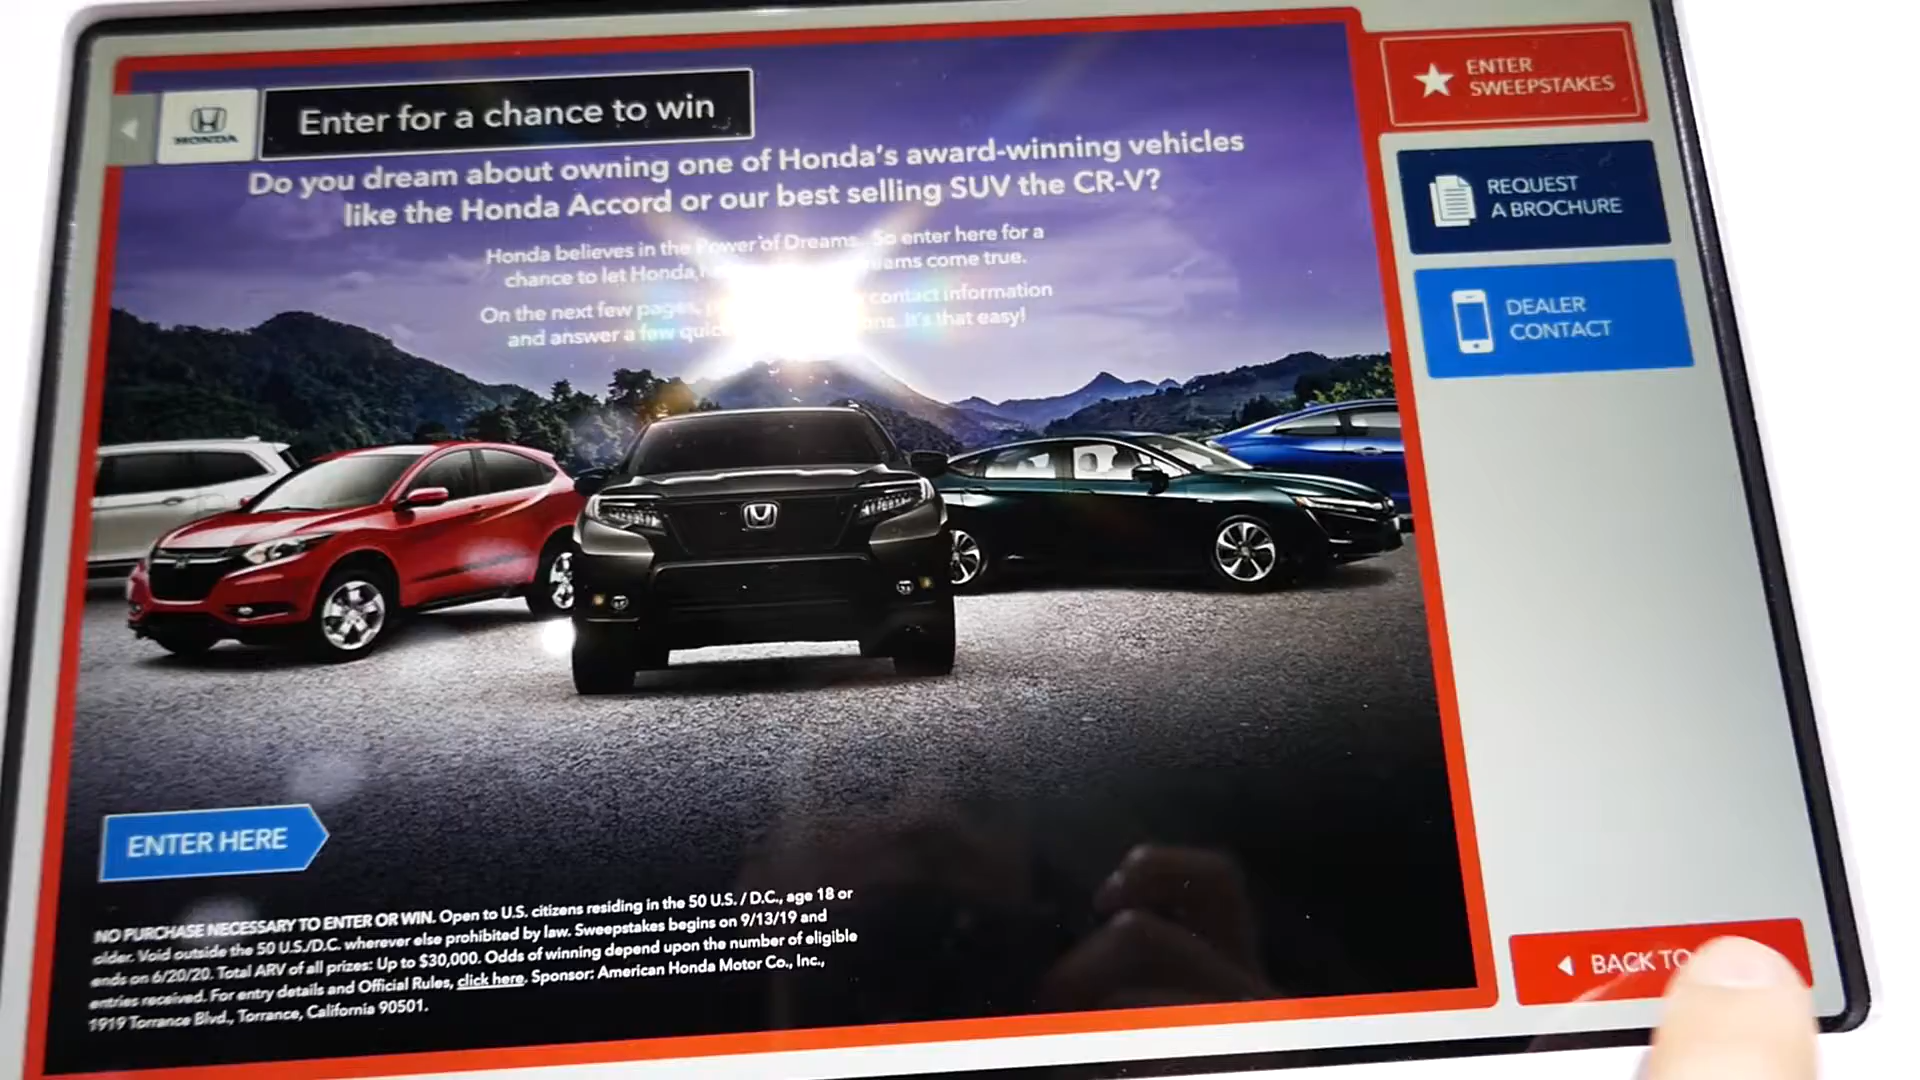 HONDA
Enter for a chance to win
Do you dream about owning one of Honda's award-winning vehicles
like the Honda Accord or our best selling SUV the CR-V?
Honda believes in the Power of Dreams. So enter here for a
chance to let Honda come true.
On the next few pages, contact information
and answer a few quick It's that easy!
ENTER HERE
NO PURCHASE NECESSARY TO ENTER OR WIN. Open to U.S. citizens residing in the 50 U.S. / D.C., age 18 or
older. Void outside the 50 U.S./D.C. wherever else prohibited by law. Sweepstakes begins on 9/13/19 and
ends on 6/20/20. Total ARV of all prizes: Up to $30,000. Odds of winning depend upon the number of eligible
entries received. For entry details and Official Rules, click here. Sponsor: American Honda Motor Co., Inc.,
1919 Torrance Blvd., Torrance, California 90501.
ENTER
SWEEPSTAKES
REQUEST
A BROCHURE
DEALER
CONTACT
BACK TO